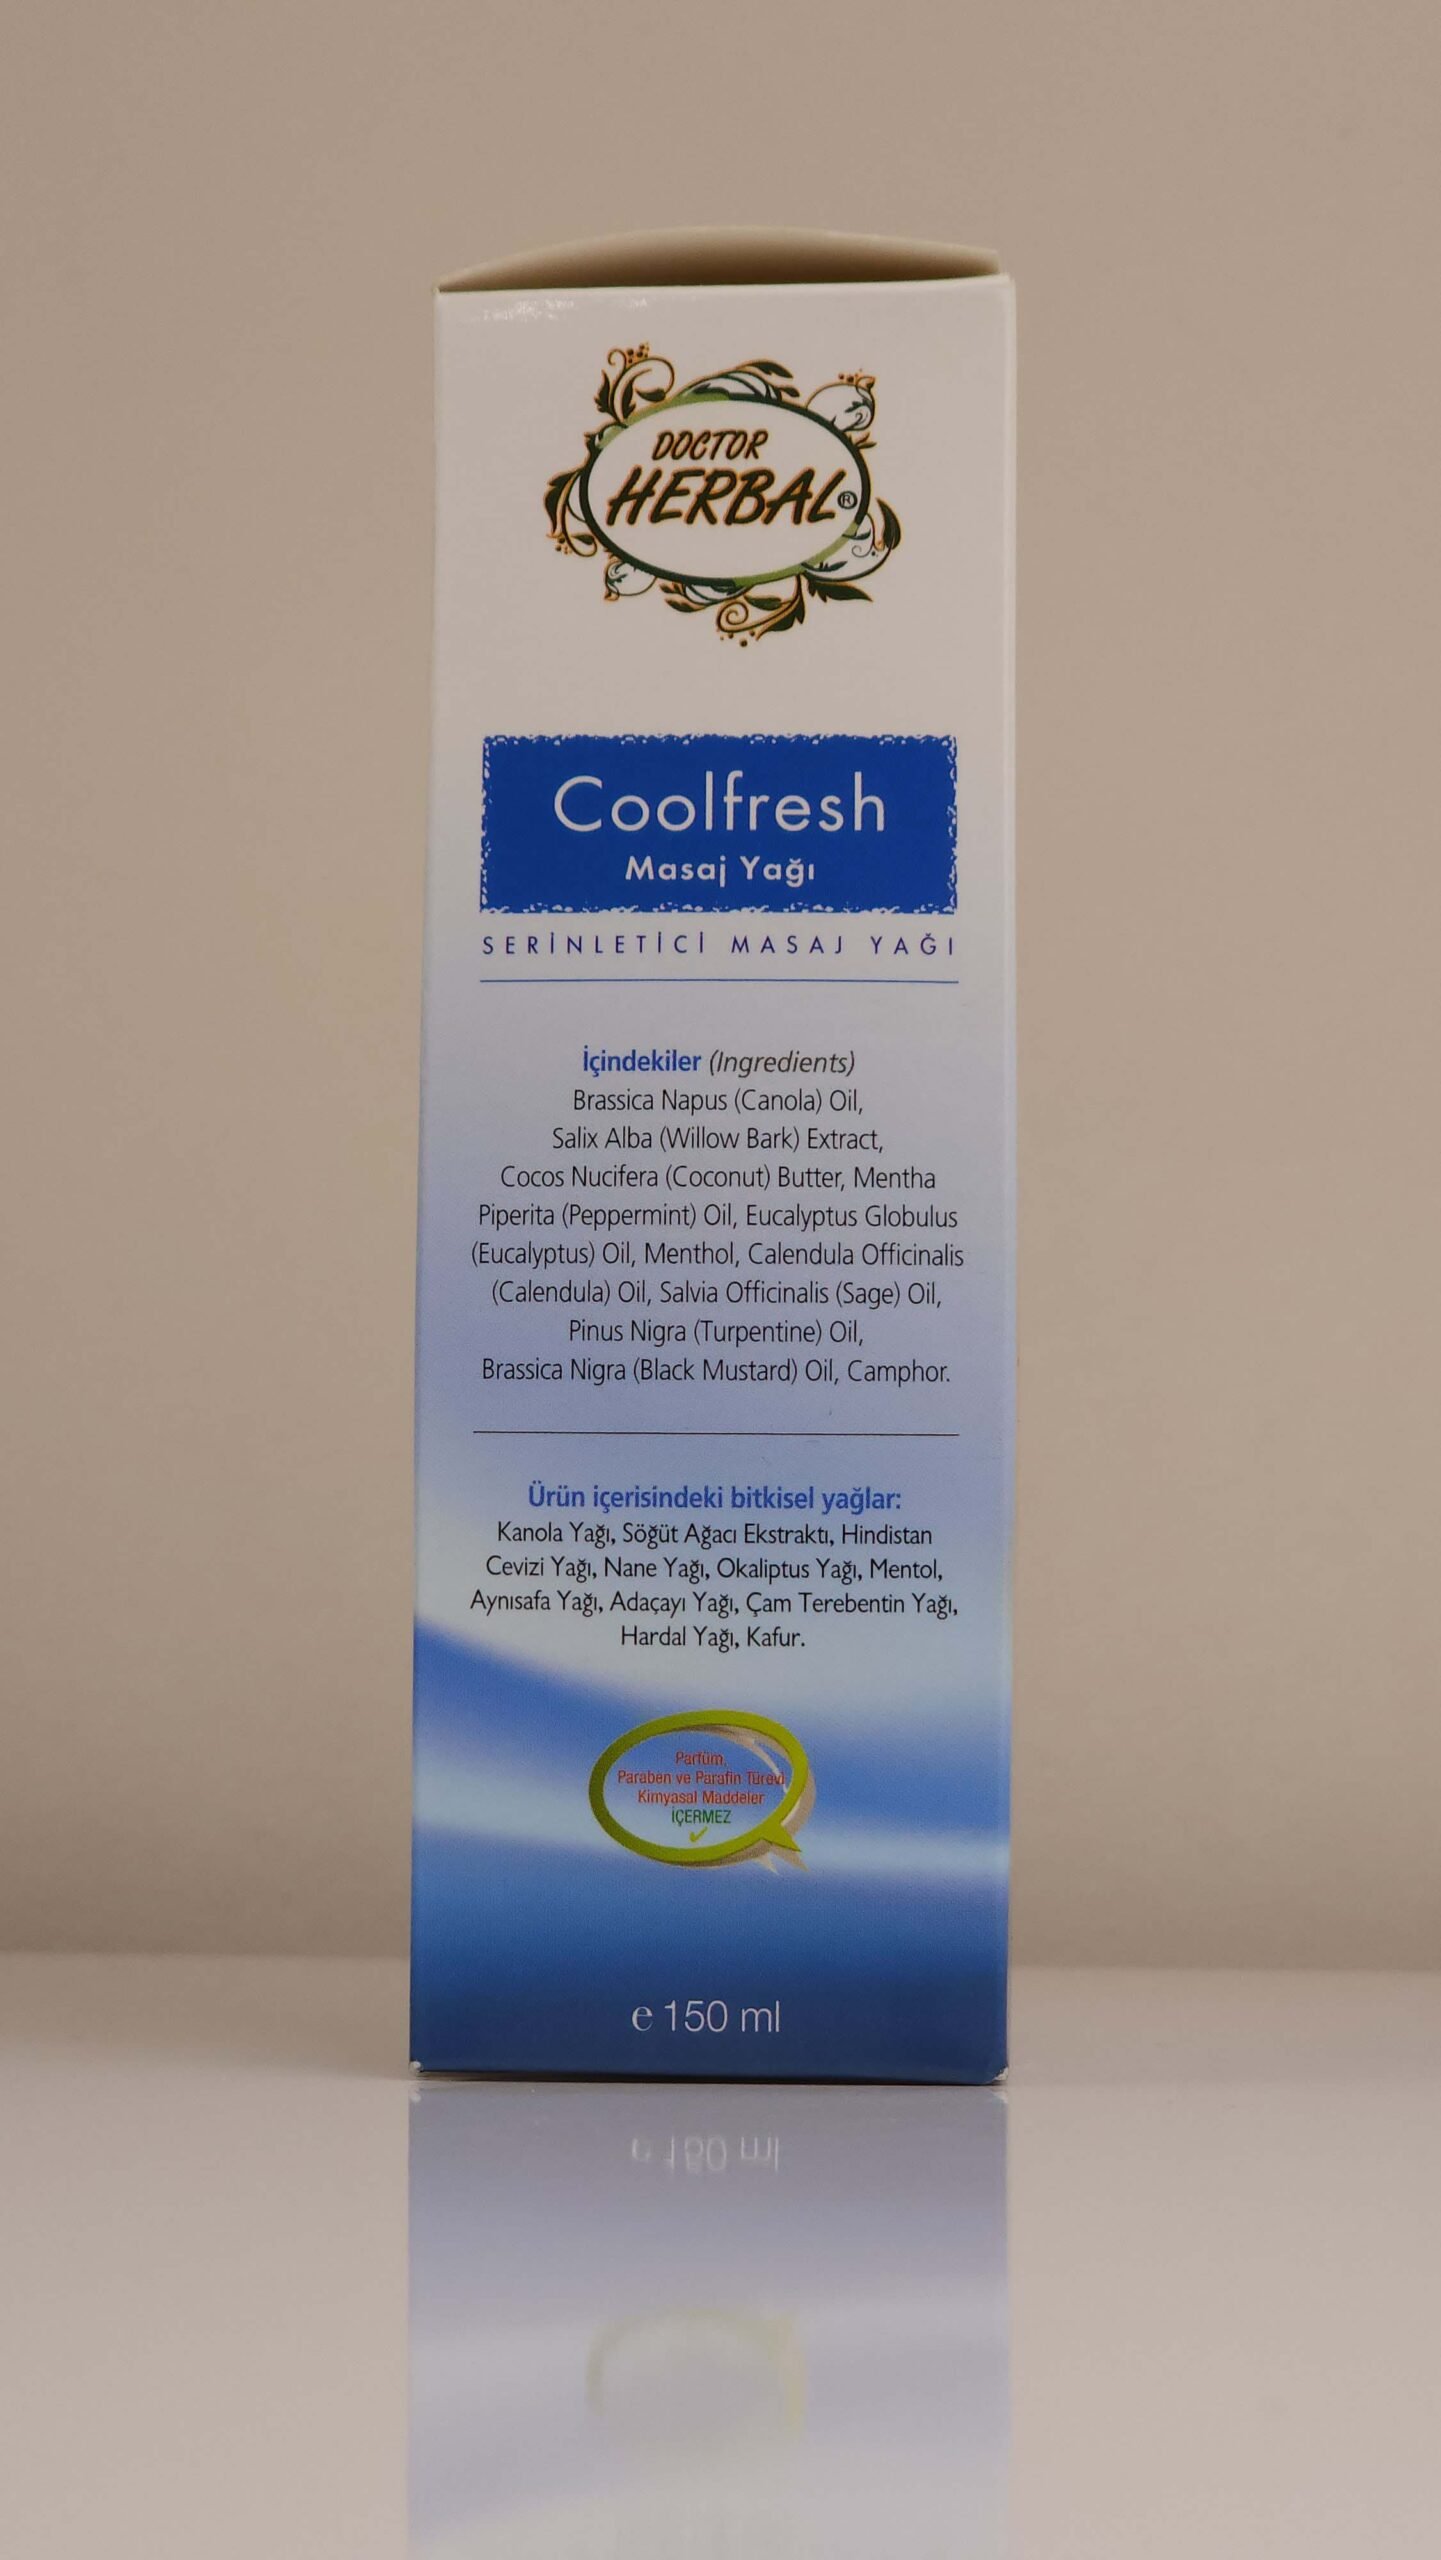 DOCTOR
HERBAL®
Coolfresh
Masaj Yağı
SERİNLETİCİ MASAJ YAĞI
İçindekiler (Ingredients)
Brassica Napus (Canola) Oil,
Salix Alba (Willow Bark) Extract,
Cocos Nucifera (Coconut) Butter, Mentha
Piperita (Peppermint) Oil, Eucalyptus Globulus
(Eucalyptus) Oil, Menthol, Calendula Officinalis
(Calendula) Oil, Salvia Officinalis (Sage) Oil,
Pinus Nigra (Turpentine) Oil,
Brassica Nigra (Black Mustard) Oil, Camphor.
Ürün içerisindeki bitkisel yağlar:
Kanola Yağı, Söğüt Ağacı Ekstraktı, Hindistan
Cevizi Yağı, Nane Yağı, Okaliptus Yağı, Mentol,
Aynısafa Yağı, Adaçayı Yağı, Çam Terebentin Yağı,
Hardal Yağı, Kafur.
Parfüm,
Paraben ve Parafin Türevi
Kimyasal Maddeler
İÇERMEZ
e 150 ml